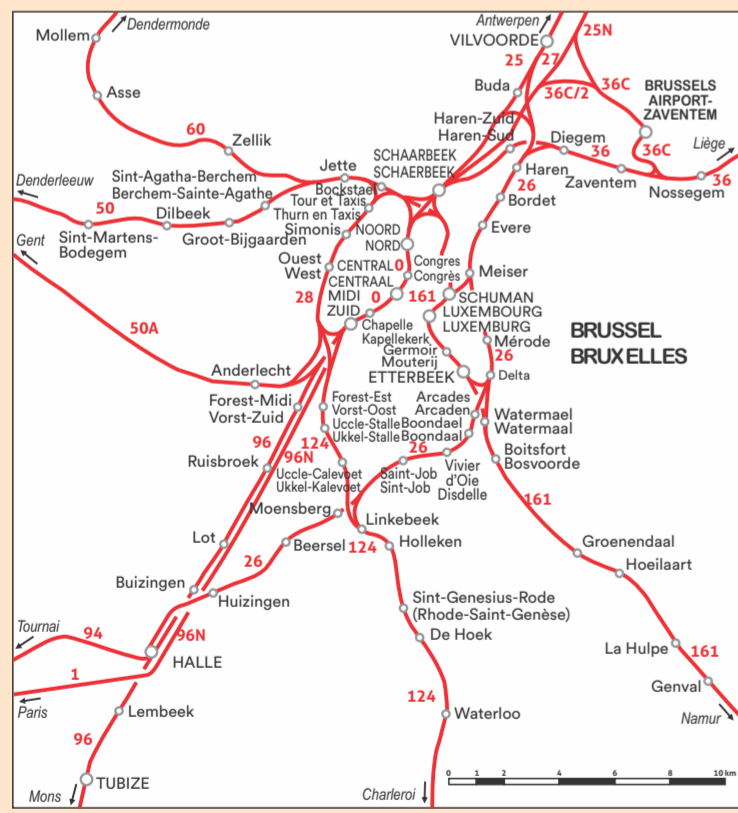 Dendermonde
Mollem
Asse
60
Zellik
Antwerpen
VILVOORDE
25N
25
27
Buda
36C/2
36C
BRUSSELS
AIRPORT-
ZAVENTEM
Haren-Zuid
Haren-Sud
Diegem
Liège
36
36C
36
Haren
Zaventem
Nossegem
26
Bordet
Evere
Meiser
SCHAARBEEK
SCHAERBEEK
Jette
Bockstael
Tour et Taxis
Thurn en Taxis
Simonis
Sint-Agatha-Berchem
Berchem-Sainte-Agathe
Denderleeuw
50
Dilbeek
Sint-Martens-
Bodegem
Groot-Bijgaarden
Gent
50A
NOORD
NORD
Ouest
West
CENTRAL
CENTRAAL
0
Congres
Congrès
28
MIDI
ZUID
0
161
SCHUMAN
LUXEMBOURG
LUXEMBURG
Chapelle
Kapellekerk
Germoir
Mouterij
ETTERBEEK
Mérode
26
Delta
BRUSSEL
BRUXELLES
Anderlecht
Forest-Midi
Vorst-Zuid
Forest-Est
Vorst-Oost
Uccle-Stalle
Ukkel-Stalle
Arcades
Arcaden
Boondael
Boondaal
Watermael
Watermaal
96
96N
124
26
Ruisbroek
Uccle-Calevoet
Ukkel-Kalevoet
Saint-Job
Sint-Job
Vivier
d'Oie
Disdelle
Boitsfort
Bosvoorde
161
Moensberg
Linkebeek
Lot
Beersel
124
Holleken
26
Groenendaal
Hoeilaart
Buizingen
Huizingen
Sint-Genesius-Rode
(Rhode-Saint-Genèse)
De Hoek
Tournai
94
96N
HALLE
1
Paris
La Hulpe
161
Genval
Namur
124
Waterloo
Lembeek
96
TUBIZE
Mons
Charleroi
0 1 2 4 6 8 10 km